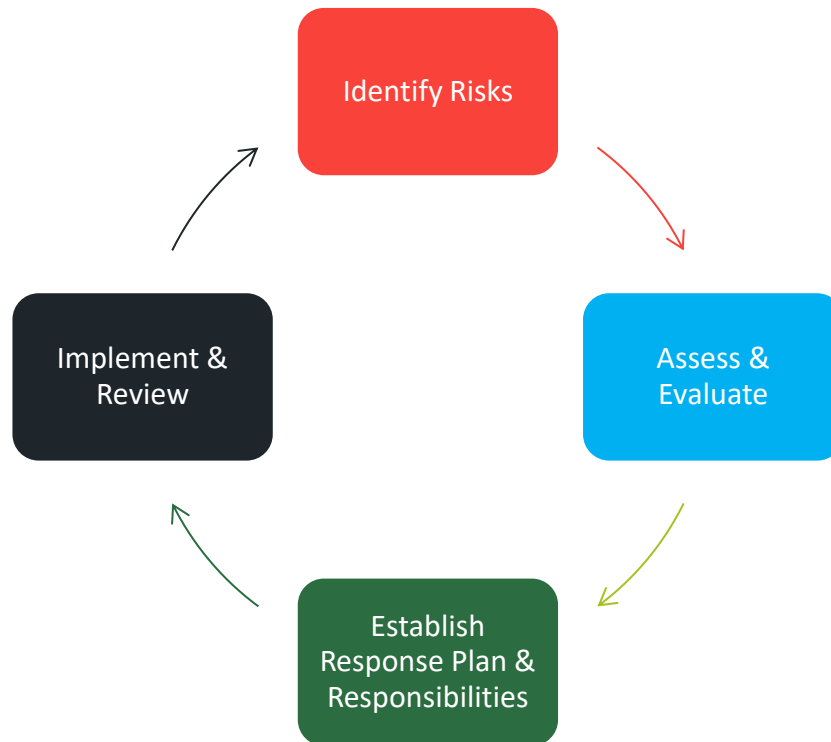 Identify Risks
Assess &
Evaluate
Establish
Response Plan &
Responsibilities
Implement &
Review